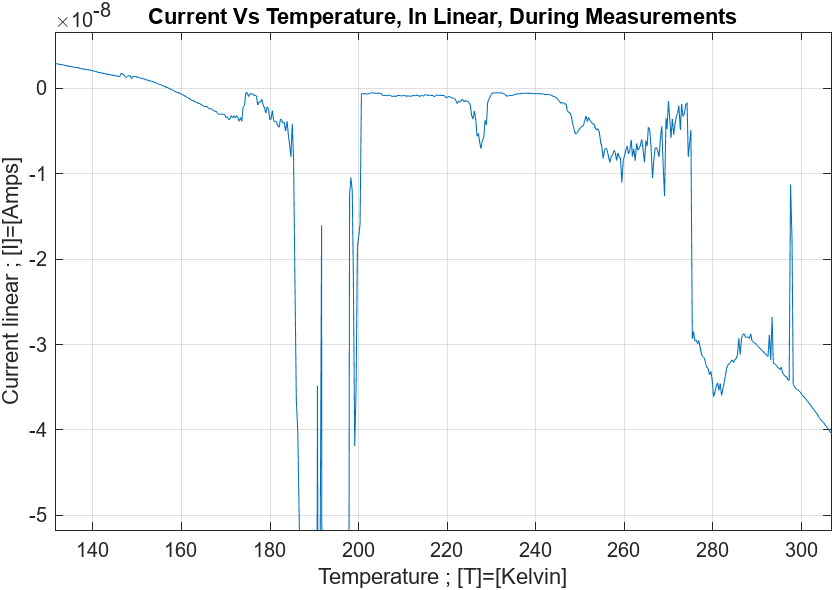 Current Vs Temperature, In Linear, During Measurements
×10-8
0
-1
-2
-3
-4
-5
Current linear ; [I]=[Amps]
140 160 180 200 220 240 260 280 300
Temperature ; [T]=[Kelvin]